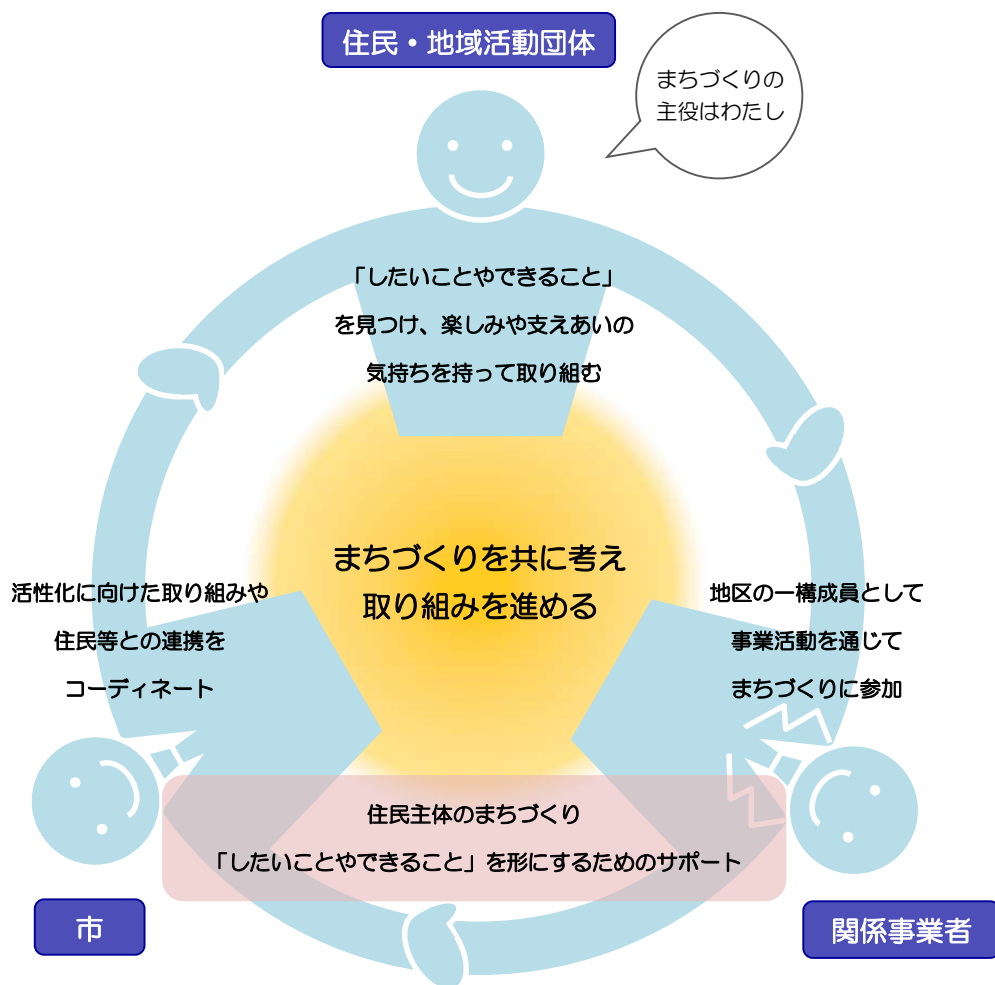 住民・地域活動団体
まちづくりの
主役はわたし
「したいことやできること」
を見つけ、楽しみや支えあいの
気持ちを持って取り組む
まちづくりを共に考え
取り組みを進める
活性化に向けた取り組みや
住民等との連携を
コーディネート
地区の一構成員として
事業活動を通じて
まちづくりに参加
住民主体のまちづくり
「したいことやできること」を形にするためのサポート
市
関係事業者